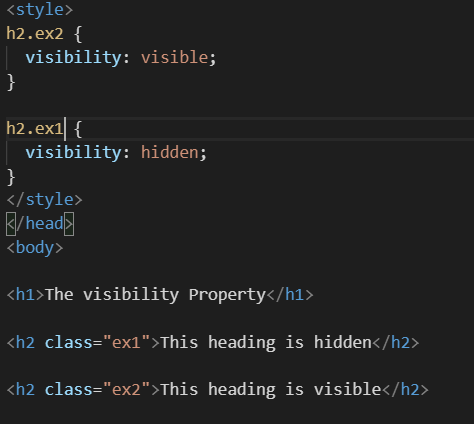 <style>
h2.ex2 {
  visibility: visible;
}
h2.ex1 {
  visibility: hidden;
}
</style>
</head>
<body>
<h1>The visibility Property</h1>
<h2 class="ex1">This heading is hidden</h2>
<h2 class="ex2">This heading is visible</h2>